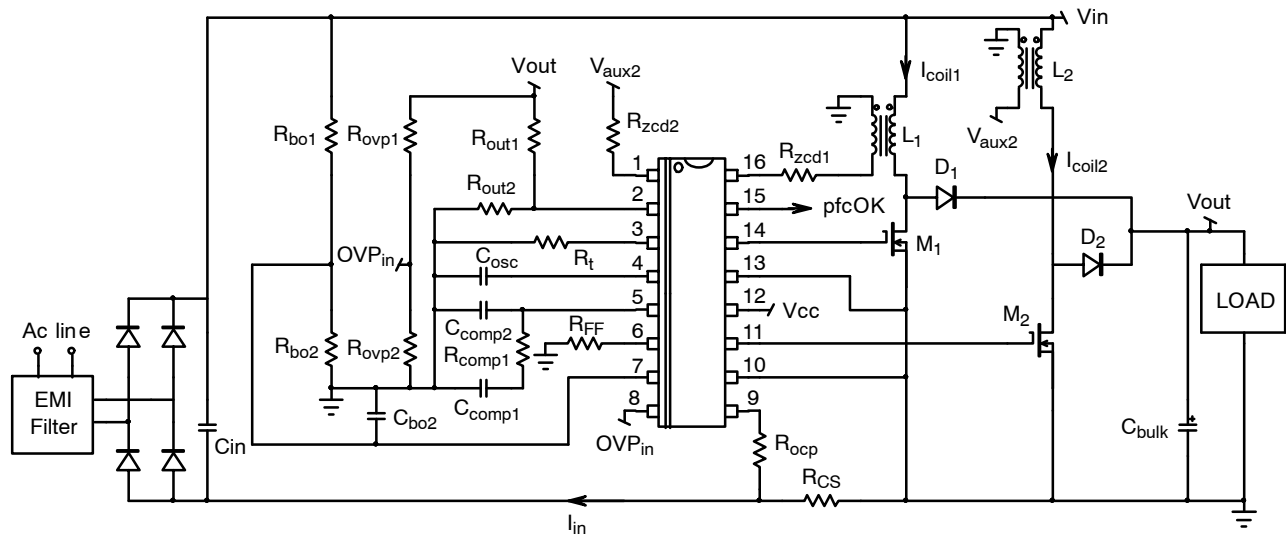 Vin
Vout
Vaux2
Icoil1
L2
Rbo1
Rovp1
Rout1
Rzcd2
Rzcd1
L1
Vaux2
Icoil2
1
16
D1
Rout2
2
15
pfcOK
Vout
3
14
M1
OVPin
Rt
D2
Cosc
4
13
LOAD
5
12
Vcc
Ac line
Ccomp2
RFF
M2
Rbo2
Rovp2
Rcomp1
6
11
EMI
Filter
7
10
Ccomp1
Cbo2
8
9
Cin
OVPin
Rocp
Cbulk
+
RCS
Iin